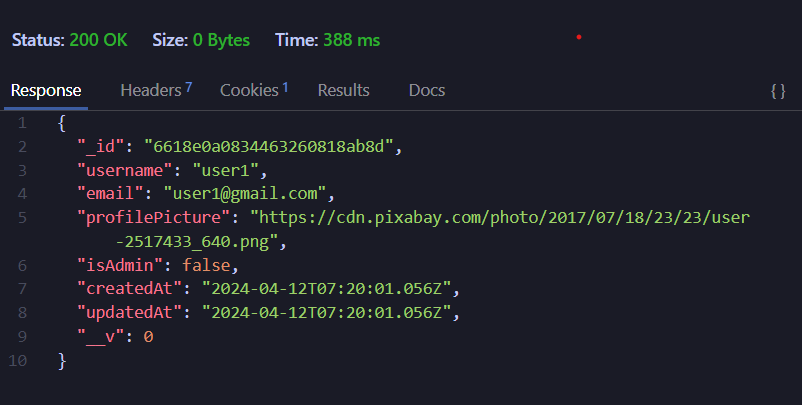 Status: 200 OK Size: 0 Bytes Time: 388 ms
Response Headers 7 Cookies 1 Results Docs { }
1 {
2 "_id": "6618e0a0834463260818ab8d",
3 "username": "user1",
4 "email": "user1@gmail.com",
5 "profilePicture": "https://cdn.pixabay.com/photo/2017/07/18/23/23/user
-2517433_640.png",
6 "isAdmin": false,
7 "createdAt": "2024-04-12T07:20:01.056Z",
8 "updatedAt": "2024-04-12T07:20:01.056Z",
9 "__v": 0
10 }